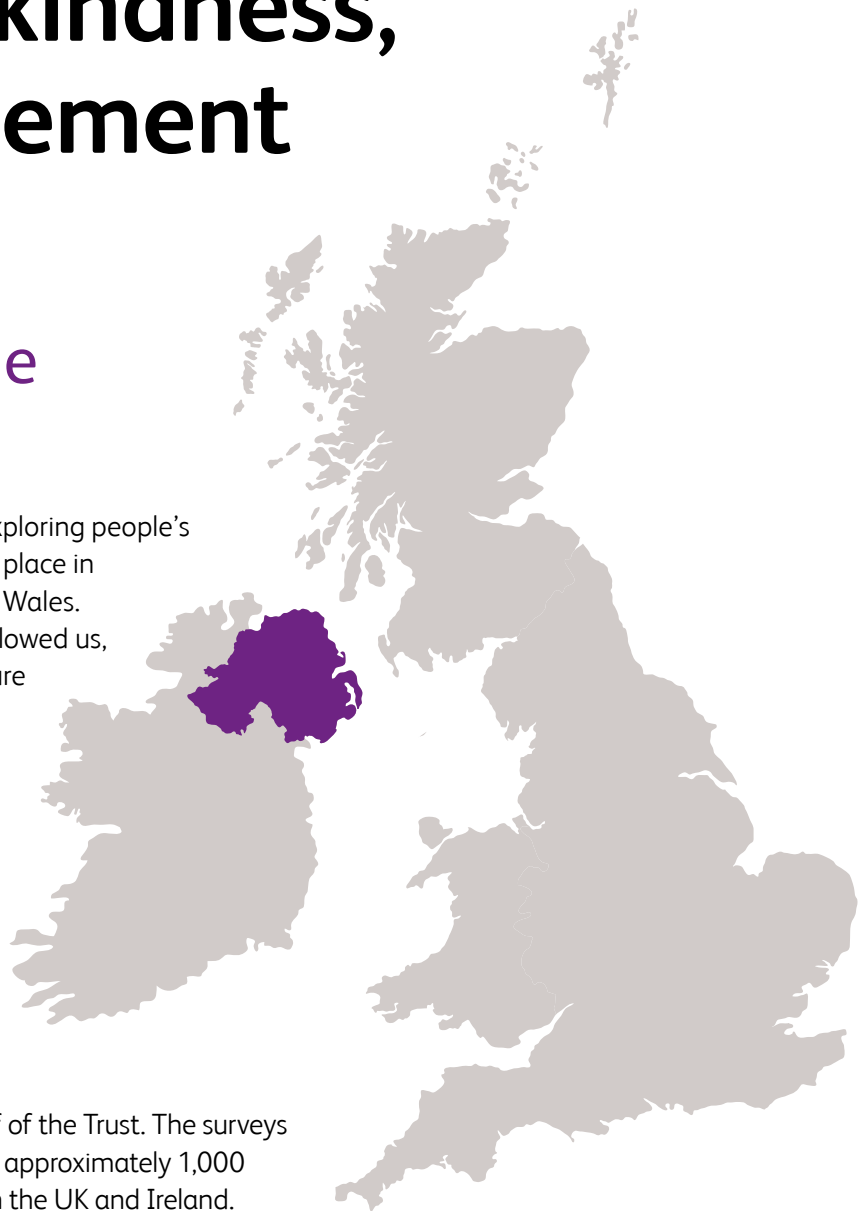 kindness,
ement
e
xploring people’s
place in
Wales.
lowed us,
are
f of the Trust. The surveys
approximately 1,000
n the UK and Ireland.